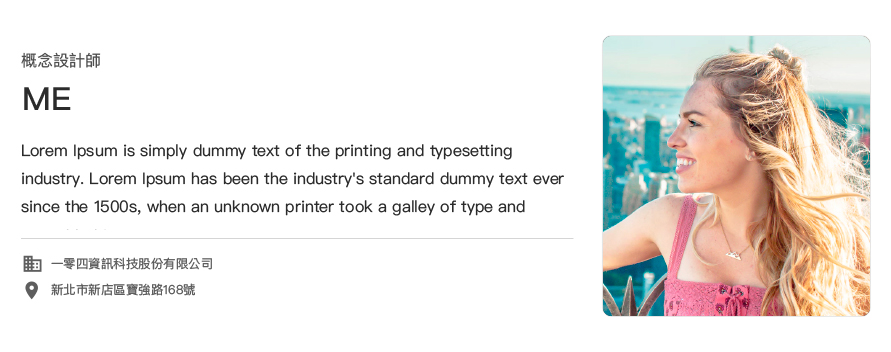 概念設計師
ME
Lorem Ipsum is simply dummy text of the printing and typesetting
industry. Lorem Ipsum has been the industry's standard dummy text ever
since the 1500s, when an unknown printer took a galley of type and
一零四資訊科技股份有限公司
新北市新店區寶強路168號